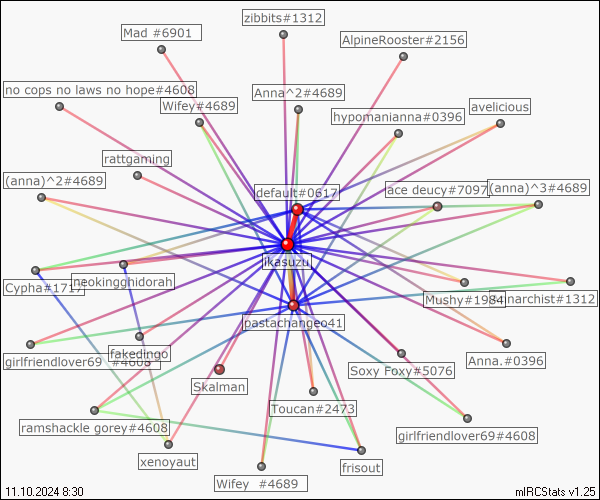 zibbits#1312
Mad #6901
AlpineRooster#2156
no cops no laws no hope#4608
Wifey#4689
Anna^2#4689
hypomanianna#0396
avelicious
rattgaming
(anna)^2#4689
default#0617
ace deucy#7097
(anna)^3#4689
ikasuzu
Cypha#1717
neokingghidorah
Mushy#1984
pastachangeo41
girlfriendlover69 #4608
fakedingo
Anna.#0396
Skalman
Soxy Foxy#5076
Toucan#2473
ramshackle gorey#4608
girlfriendlover69#4608
xenoyaut
frisout
Wifey #4689
11.10.2024 8:30
mIRCStats v1.25